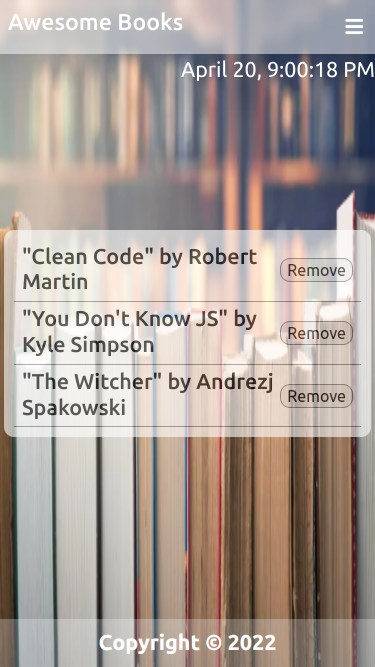 Awesome Books
April 20, 9:00:18 PM
"Clean Code" by Robert
Martin
Remove
"You Don't Know JS" by
Kyle Simpson
Remove
"The Witcher" by Andrezj
Spakowski
Remove
Copyright © 2022